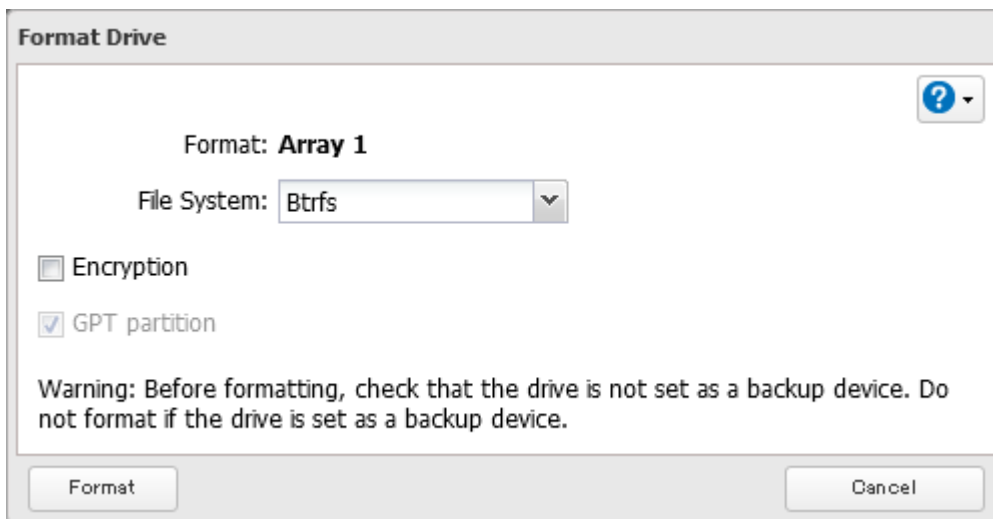 Format Drive
?
Format: Array 1
File System: Btrfs
Encryption
GPT partition
Warning: Before formatting, check that the drive is not set as a backup device. Do
not format if the drive is set as a backup device.
Format Cancel